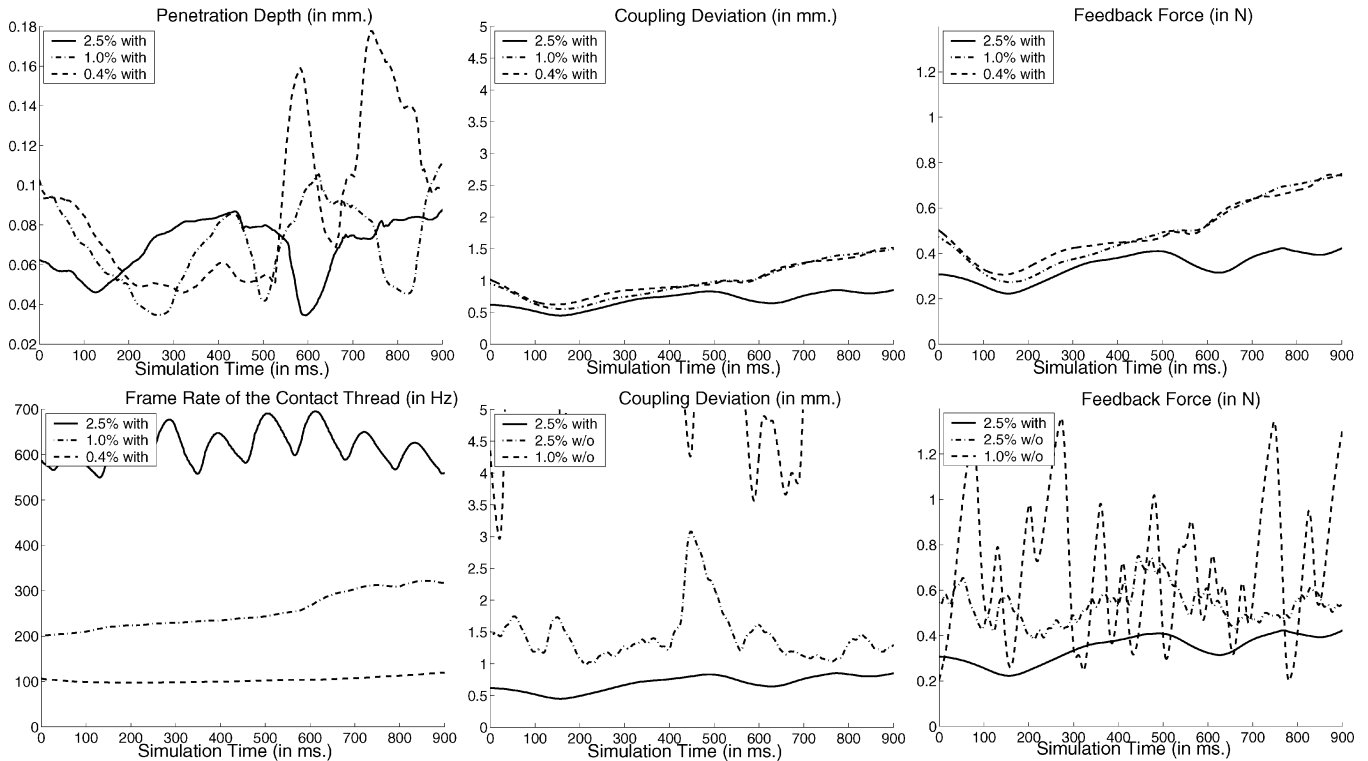 Penetration Depth (in mm.)
0.18
0.16
0.14
0.12
0.1
0.08
0.06
0.04
0.02
2.5% with
1.0% with
0.4% with
0 100 200 300 400 500 600 700 800 900
Simulation Time (in ms.)
Coupling Deviation (in mm.)
5
4.5
4
3.5
3
2.5
2
1.5
1
0.5
0
2.5% with
1.0% with
0.4% with
0 100 200 300 400 500 600 700 800 900
Simulation Time (in ms.)
Feedback Force (in N)
1.2
1
0.8
0.6
0.4
0.2
0
2.5% with
1.0% with
0.4% with
0 100 200 300 400 500 600 700 800 900
Simulation Time (in ms.)
Frame Rate of the Contact Thread (in Hz)
700
600
500
400
300
200
100
0
2.5% with
1.0% with
0.4% with
0 100 200 300 400 500 600 700 800 900
Simulation Time (in ms.)
Coupling Deviation (in mm.)
5
4.5
4
3.5
3
2.5
2
1.5
1
0.5
0
2.5% with
2.5% w/o
1.0% w/o
0 100 200 300 400 500 600 700 800 900
Simulation Time (in ms.)
Feedback Force (in N)
1.2
1
0.8
0.6
0.4
0.2
0
2.5% with
2.5% w/o
1.0% w/o
0 100 200 300 400 500 600 700 800 900
Simulation Time (in ms.)